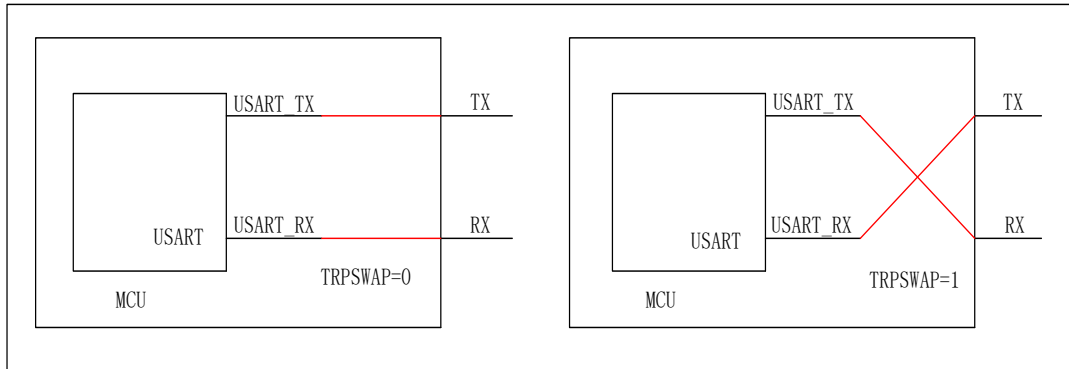 USART_TX
TX
USART_RX
RX
USART
TRPSWAP=0
MCU
USART_TX
TX
USART_RX
RX
USART
TRPSWAP=1
MCU